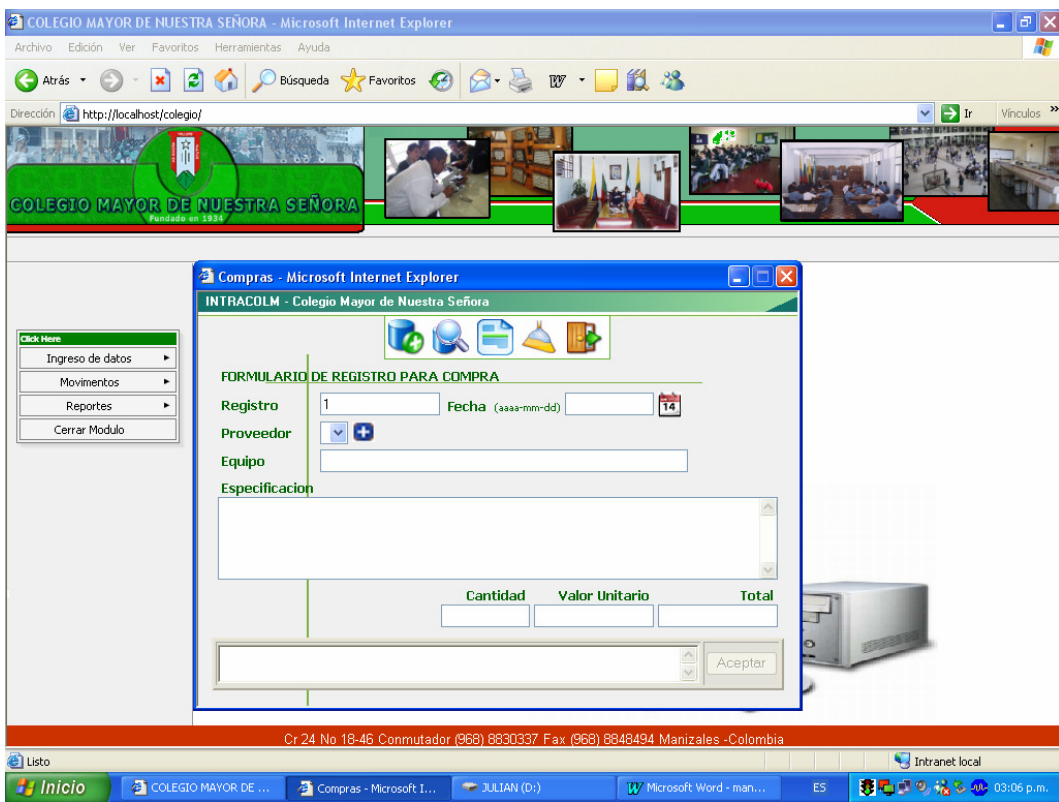 COLEGIO MAYOR DE NUESTRA SEÑORA - Microsoft Internet Explorer
Archivo Edición Ver Favoritos Herramientas Ayuda
Atrás Búsqueda Favoritos
Dirección http://localhost/colegio/ Ir Vínculos »
COLEGIO MAYOR DE NUESTRA SEÑORA
Fundado en 1934
Compras - Microsoft Internet Explorer
INTRACOLM - Colegio Mayor de Nuestra Señora
Click Here
Ingreso de datos
Movimentos
Reportes
Cerrar Modulo
FORMULARIO DE REGISTRO PARA COMPRA
Registro 1 Fecha (aaaa-mm-dd) 14
Proveedor
Equipo
Especificacion
Cantidad Valor Unitario Total
Aceptar
Cr 24 No 18-46 Conmutador (968) 8830337 Fax (968) 8848494 Manizales -Colombia
Listo Intranet local
Inicio COLEGIO MAYOR DE ... Compras - Microsoft I... JULIAN (D:) Microsoft Word - man... ES 03:06 p.m.